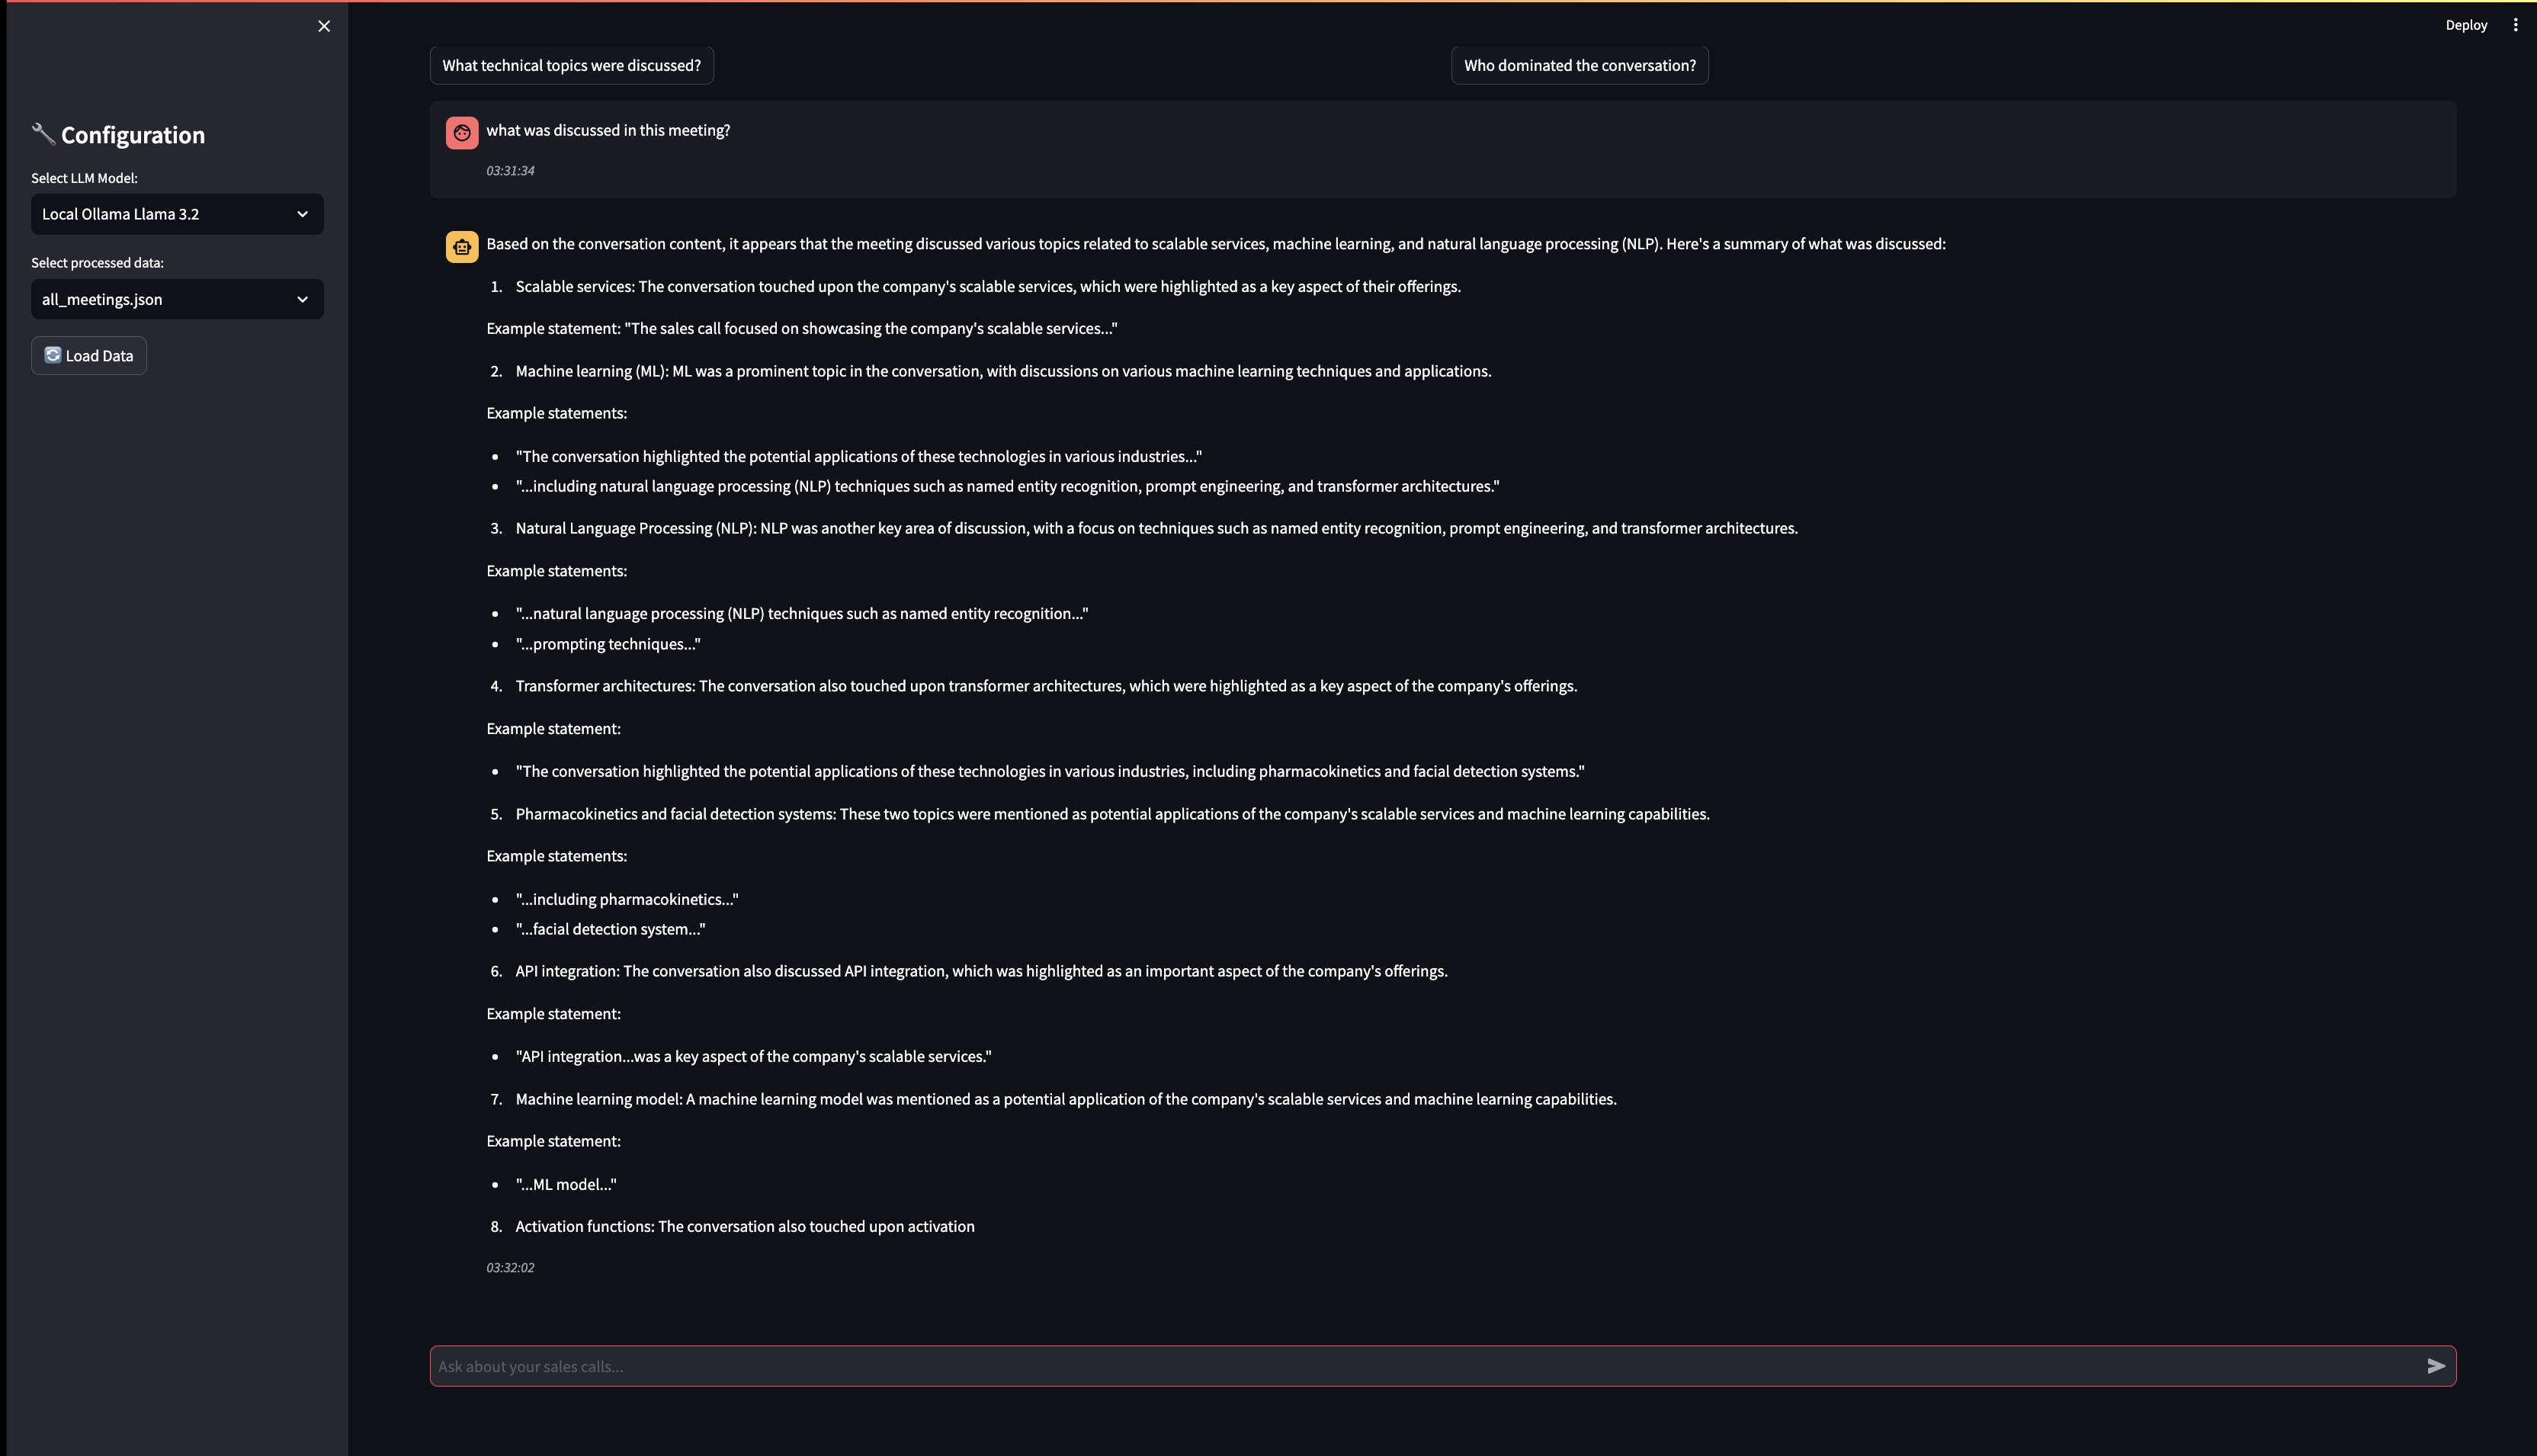 Deploy
What technical topics were discussed?
Who dominated the conversation?
Configuration
Select LLM Model:
Local Ollama Llama 3.2
Select processed data:
all_meetings.json
Load Data
what was discussed in this meeting?
03:31:34
Based on the conversation content, it appears that the meeting discussed various topics related to scalable services, machine learning, and natural language processing (NLP). Here's a summary of what was discussed:
1. Scalable services: The conversation touched upon the company's scalable services, which were highlighted as a key aspect of their offerings.
Example statement: "The sales call focused on showcasing the company's scalable services..."
2. Machine learning (ML): ML was a prominent topic in the conversation, with discussions on various machine learning techniques and applications.
Example statements:
• "The conversation highlighted the potential applications of these technologies in various industries..."
• "...including natural language processing (NLP) techniques such as named entity recognition, prompt engineering, and transformer architectures."
3. Natural Language Processing (NLP): NLP was another key area of discussion, with a focus on techniques such as named entity recognition, prompt engineering, and transformer architectures.
Example statements:
• "...natural language processing (NLP) techniques such as named entity recognition..."
• "...prompting techniques..."
4. Transformer architectures: The conversation also touched upon transformer architectures, which were highlighted as a key aspect of the company's offerings.
Example statement:
• "The conversation highlighted the potential applications of these technologies in various industries, including pharmacokinetics and facial detection systems."
5. Pharmacokinetics and facial detection systems: These two topics were mentioned as potential applications of the company's scalable services and machine learning capabilities.
Example statements:
• "...including pharmacokinetics..."
• "...facial detection system..."
6. API integration: The conversation also discussed API integration, which was highlighted as an important aspect of the company's offerings.
Example statement:
• "API integration...was a key aspect of the company's scalable services."
7. Machine learning model: A machine learning model was mentioned as a potential application of the company's scalable services and machine learning capabilities.
Example statement:
• "...ML model..."
8. Activation functions: The conversation also touched upon activation
03:32:02
Ask about your sales calls...